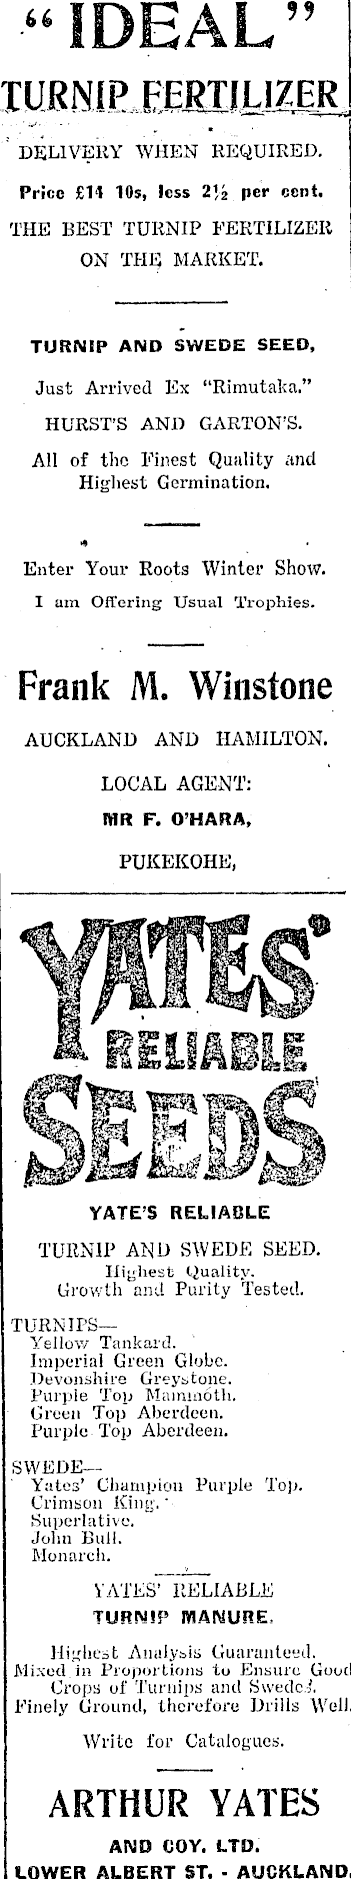 "IDEAL"
TURNIP FERTILIZER
DELIVERY WHEN REQUIRED.
Price £14 10s, less 2½ per cent.
THE BEST TURNIP FERTILIZER
ON THE MARKET.
TURNIP AND SWEDE SEED,
Just Arrived Ex "Rimutaka."
HURST'S AND GARTON'S.
All of the Finest Quality and
Highest Germination.
Enter Your Roots Winter Show.
I am Offering Usual Trophies.
Frank M. Winstone
AUCKLAND AND HAMILTON.
LOCAL AGENT:
MR F. O'HARA,
PUKEKOHE,
YATES'
RELIABLE
SEEDS
YATE'S RELIABLE
TURNIP AND SWEDE SEED.
Highest Quality.
Growth and Purity Tested.
TURNIPS—
Yellow Tankard.
Imperial Green Globe.
Devonshire Greystone.
Purple Top Mammoth.
Green Top Aberdeen.
Purple Top Aberdeen.
SWEDE—
Yates' Champion Purple Top.
Crimson King.
Superlative.
John Bull.
Monarch.
YATES' RELIABLE
TURNIP MANURE.
Highest Analysis Guaranteed.
Mixed in Proportions to Ensure Good
Crops of Turnips and Swedes.
Finely Ground, therefore Drills Well.
Write for Catalogues.
ARTHUR YATES
AND COY. LTD.
LOWER ALBERT ST. - AUCKLAND.